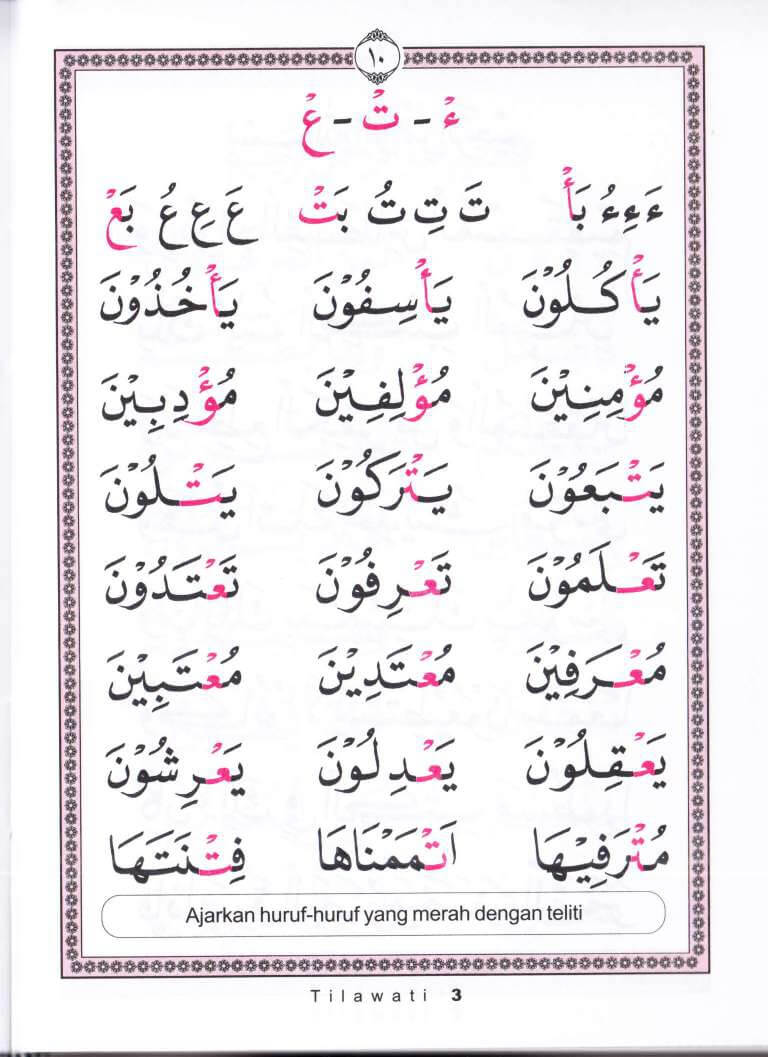 ١٠
ءْ - تْ - عْ
ءَ ءِ ءُ بَأْ تَ تِ تُ بَتْ عَ عِ عُ بَعْ
يَأْكُلُوْنَ يَأْسِفُوْنَ يَأْخُذُوْنَ
مُؤْمِنِيْنَ مُؤْلِفِيْنَ مُؤْدِبِيْنَ
يَتْبَعُوْنَ يَتْرَكُوْنَ يَتْلُوْنَ
تَعْلَمُوْنَ تَعْرِفُوْنَ تَعْتَدُوْنَ
مُعْرَفِيْنَ مُعْتَدِيْنَ مُعْتَبِيْنَ
يَعْقِلُوْنَ يَعْدِلُوْنَ يَعْرِشُوْنَ
مُتْرَفِيْهَا اَتْمَمْنَاهَا فِتْنَتَهَا
Ajarkan huruf-huruf yang merah dengan teliti
Tilawati 3